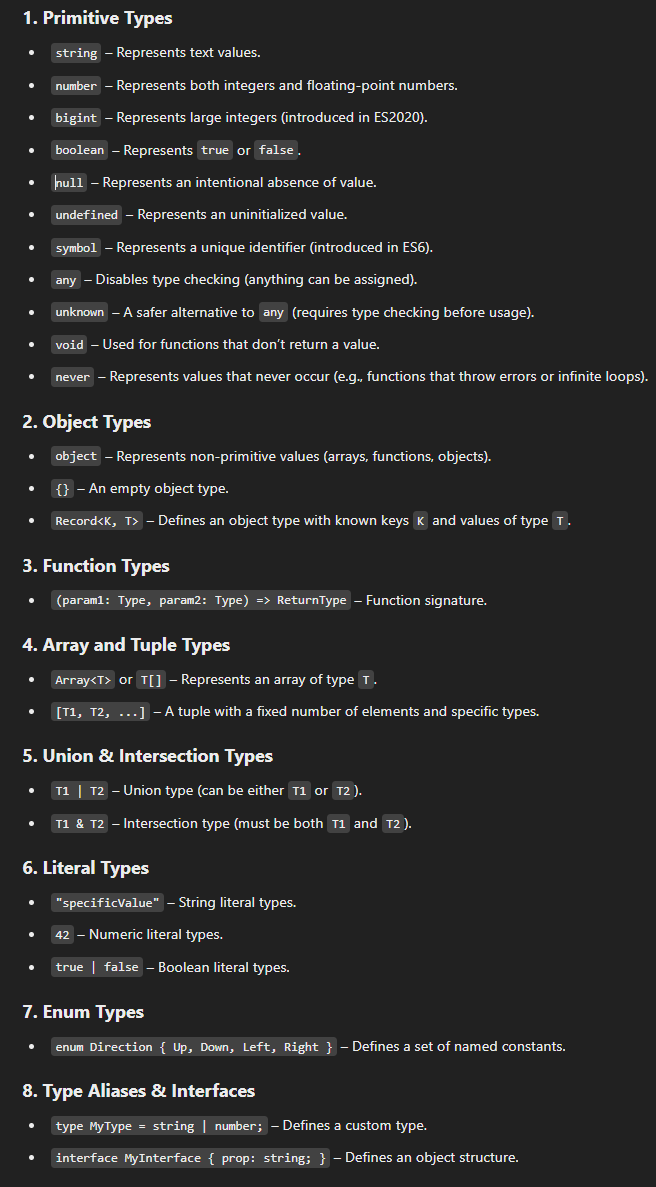 1. Primitive Types
• string – Represents text values.
• number – Represents both integers and floating-point numbers.
• bigint – Represents large integers (introduced in ES2020).
• boolean – Represents true or false.
• null – Represents an intentional absence of value.
• undefined – Represents an uninitialized value.
• symbol – Represents a unique identifier (introduced in ES6).
• any – Disables type checking (anything can be assigned).
• unknown – A safer alternative to any (requires type checking before usage).
• void – Used for functions that don’t return a value.
• never – Represents values that never occur (e.g., functions that throw errors or infinite loops).
2. Object Types
• object – Represents non-primitive values (arrays, functions, objects).
• {} – An empty object type.
• Record<K, T> – Defines an object type with known keys K and values of type T.
3. Function Types
• (param1: Type, param2: Type) => ReturnType – Function signature.
4. Array and Tuple Types
• Array<T> or T[] – Represents an array of type T.
• [T1, T2, ...] – A tuple with a fixed number of elements and specific types.
5. Union & Intersection Types
• T1 | T2 – Union type (can be either T1 or T2).
• T1 & T2 – Intersection type (must be both T1 and T2).
6. Literal Types
• "specificValue" – String literal types.
• 42 – Numeric literal types.
• true | false – Boolean literal types.
7. Enum Types
• enum Direction { Up, Down, Left, Right } – Defines a set of named constants.
8. Type Aliases & Interfaces
• type MyType = string | number; – Defines a custom type.
• interface MyInterface { prop: string; } – Defines an object structure.